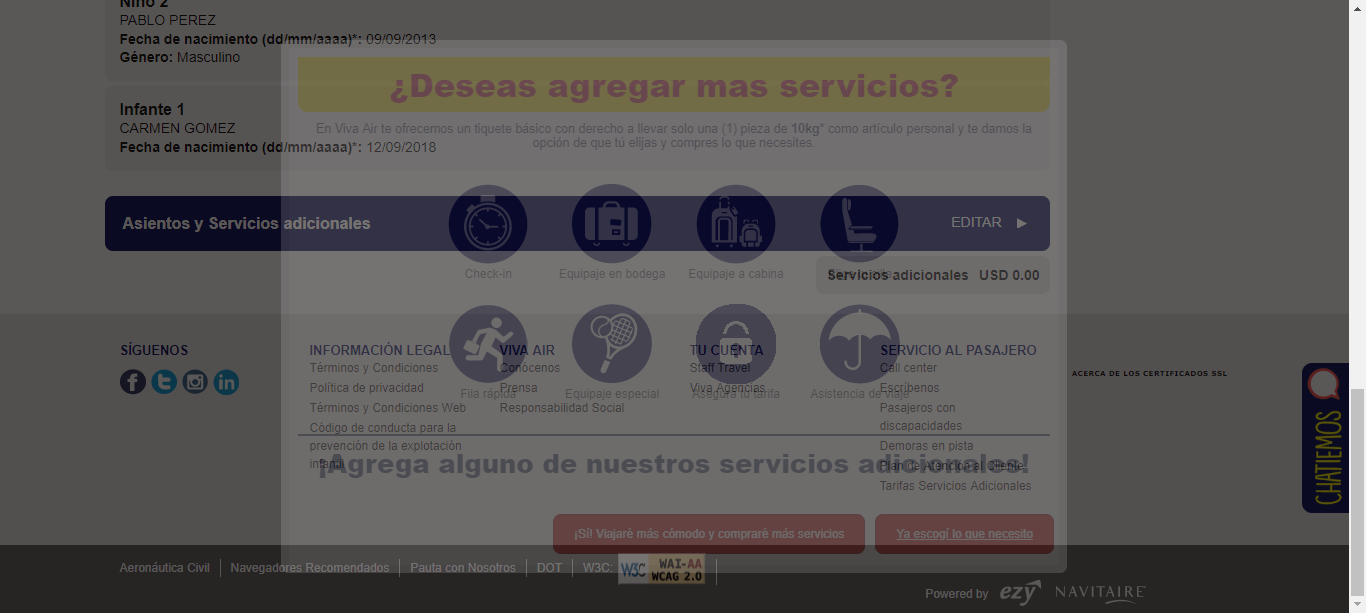 Niño 2
PABLO PEREZ
Fecha de nacimiento (dd/mm/aaaa)*: 09/09/2013
Género: Masculino
Infante 1
CARMEN GOMEZ
Fecha de nacimiento (dd/mm/aaaa)*: 12/09/2018
¿Deseas agregar mas servicios?
En Viva Air te ofrecemos un tiquete básico con derecho a llevar solo una (1) pieza de 10kg* como artículo personal y te damos la
opción de que tú elijas y compres lo que necesites.
Asientos y Servicios adicionales
EDITAR
Check-in
Equipaje en bodega
Equipaje a cabina
Servicios adicionales USD 0.00
Fila rápida
Equipaje especial
Asegura tu tarifa
Asistencia de viaje
SÍGUENOS
INFORMACIÓN LEGAL
Términos y Condiciones
Política de privacidad
Términos y Condiciones Web
Código de conducta para la
prevención de la explotación
infantil
VIVA AIR
Conócenos
Prensa
Responsabilidad Social
TU CUENTA
Staff Travel
Viva Agencias
SERVICIO AL PASAJERO
Call center
Escríbenos
Pasajeros con
discapacidades
Demoras en pista
Plan de Atención al Cliente
Tarifas Servicios Adicionales
ACERCA DE LOS CERTIFICADOS SSL
CHATIEMOS
¡Agrega alguno de nuestros servicios adicionales!
¡Sí! Viajaré más cómodo y compraré más servicios
Ya escogí lo que necesito
Aeronáutica Civil
Navegadores Recomendados
Pauta con Nosotros
DOT
W3C:
W3C WAI-AA
WCAG 2.0
Powered by ezy NAVITAIRE